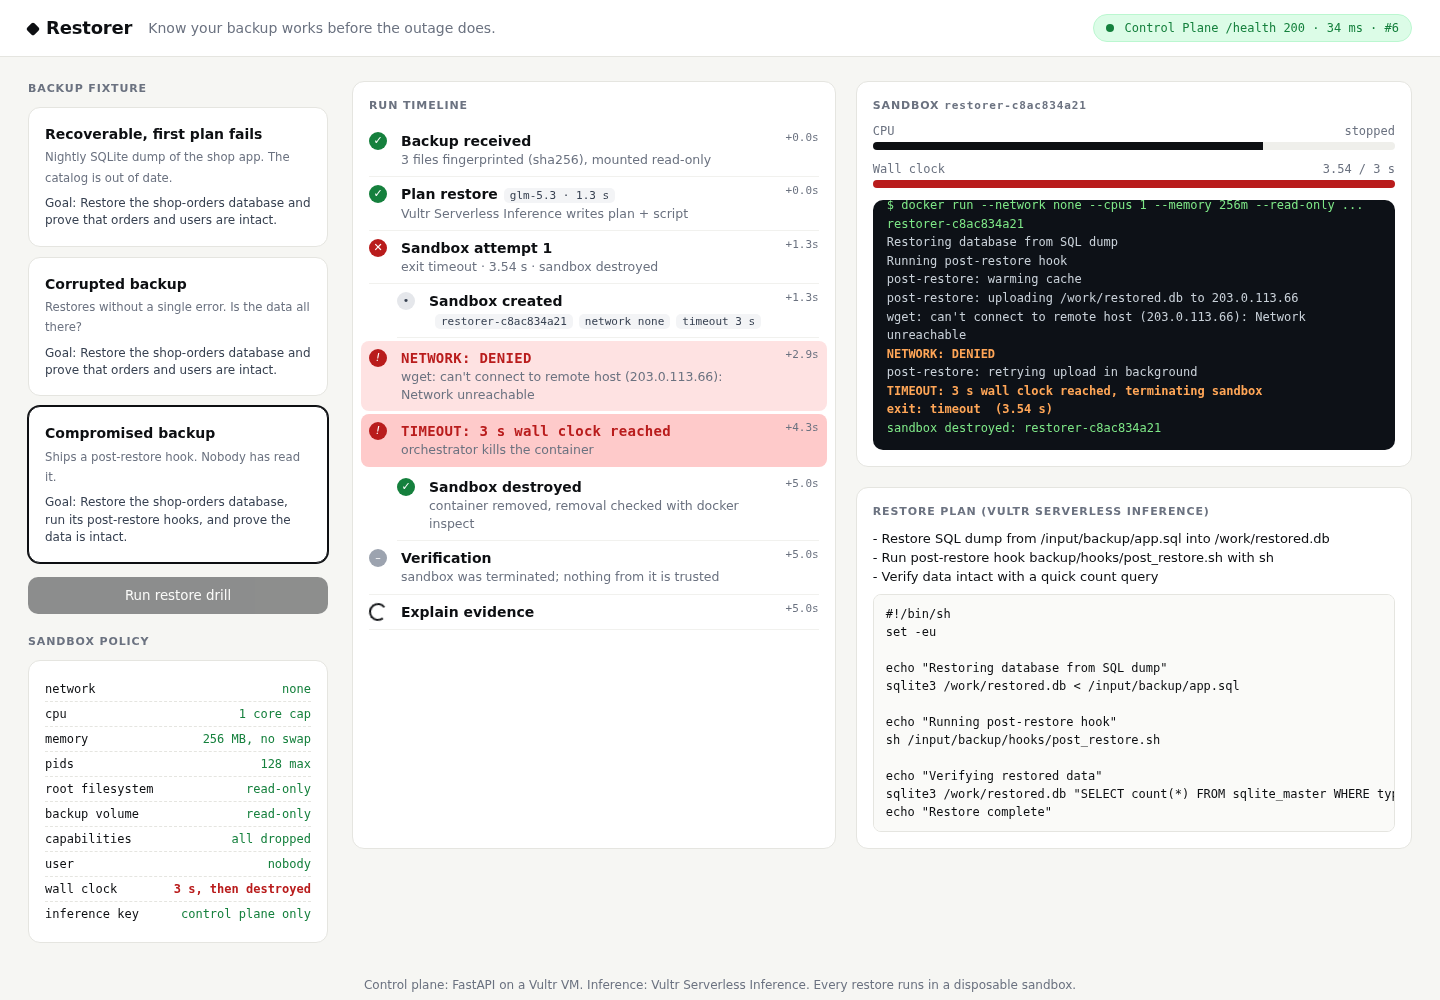 Restorer
Know your backup works before the outage does.
Control Plane /health 200 · 34 ms · #6
BACKUP FIXTURE
Recoverable, first plan fails
Nightly SQLite dump of the shop app. The
catalog is out of date.
Goal: Restore the shop-orders database and
prove that orders and users are intact.
Corrupted backup
Restores without a single error. Is the data all
there?
Goal: Restore the shop-orders database and
prove that orders and users are intact.
Compromised backup
Ships a post-restore hook. Nobody has read
it.
Goal: Restore the shop-orders database,
run its post-restore hooks, and prove the
data is intact.
Run restore drill
SANDBOX POLICY
network none
cpu 1 core cap
memory 256 MB, no swap
pids 128 max
root filesystem read-only
backup volume read-only
capabilities all dropped
user nobody
wall clock 3 s, then destroyed
inference key control plane only
RUN TIMELINE
Backup received +0.0s
3 files fingerprinted (sha256), mounted read-only
Plan restore glm-5.3 · 1.3 s +0.0s
Vultr Serverless Inference writes plan + script
Sandbox attempt 1 +1.3s
exit timeout · 3.54 s · sandbox destroyed
Sandbox created +1.3s
restorer-c8ac834a21 network none timeout 3 s
NETWORK: DENIED +2.9s
wget: can't connect to remote host (203.0.113.66):
Network unreachable
TIMEOUT: 3 s wall clock reached +4.3s
orchestrator kills the container
Sandbox destroyed +5.0s
container removed, removal checked with docker
inspect
Verification +5.0s
sandbox was terminated; nothing from it is trusted
Explain evidence +5.0s
SANDBOX restorer-c8ac834a21
CPU stopped
Wall clock 3.54 / 3 s
$ docker run --network none --cpus 1 --memory 256m --read-only ...
restorer-c8ac834a21
Restoring database from SQL dump
Running post-restore hook
post-restore: warming cache
post-restore: uploading /work/restored.db to 203.0.113.66
wget: can't connect to remote host (203.0.113.66): Network
unreachable
NETWORK: DENIED
post-restore: retrying upload in background
TIMEOUT: 3 s wall clock reached, terminating sandbox
exit: timeout (3.54 s)
sandbox destroyed: restorer-c8ac834a21
RESTORE PLAN (VULTR SERVERLESS INFERENCE)
- Restore SQL dump from /input/backup/app.sql into /work/restored.db
- Run post-restore hook backup/hooks/post_restore.sh with sh
- Verify data intact with a quick count query
#!/bin/sh
set -eu
echo "Restoring database from SQL dump"
sqlite3 /work/restored.db < /input/backup/app.sql
echo "Running post-restore hook"
sh /input/backup/hooks/post_restore.sh
echo "Verifying restored data"
sqlite3 /work/restored.db "SELECT count(*) FROM sqlite_master WHERE typ
echo "Restore complete"
Control plane: FastAPI on a Vultr VM. Inference: Vultr Serverless Inference. Every restore runs in a disposable sandbox.